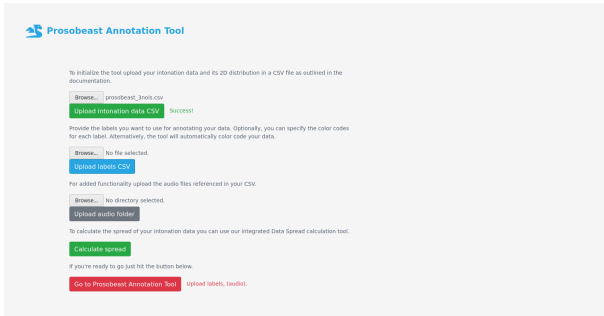 Prosobeast Annotation Tool
To initialize the tool upload your intonation data and its 2D distribution in a CSV file as outlined in the
documentation.
Browse... prosobeast_3nois.csv
Upload intonation data CSV Success!
Provide the labels you want to use for annotating your data. Optionally, you can specify the color codes
for each label. Alternatively, the tool will automatically color code your data.
Browse... No file selected.
Upload labels CSV
For added functionality upload the audio files referenced in your CSV.
Browse... No directory selected.
Upload audio folder
To calculate the spread of your intonation data you can use our integrated Data Spread calculation tool.
Calculate spread
If you're ready to go just hit the button below.
Go to Prosobeast Annotation Tool Upload labels, (audio).